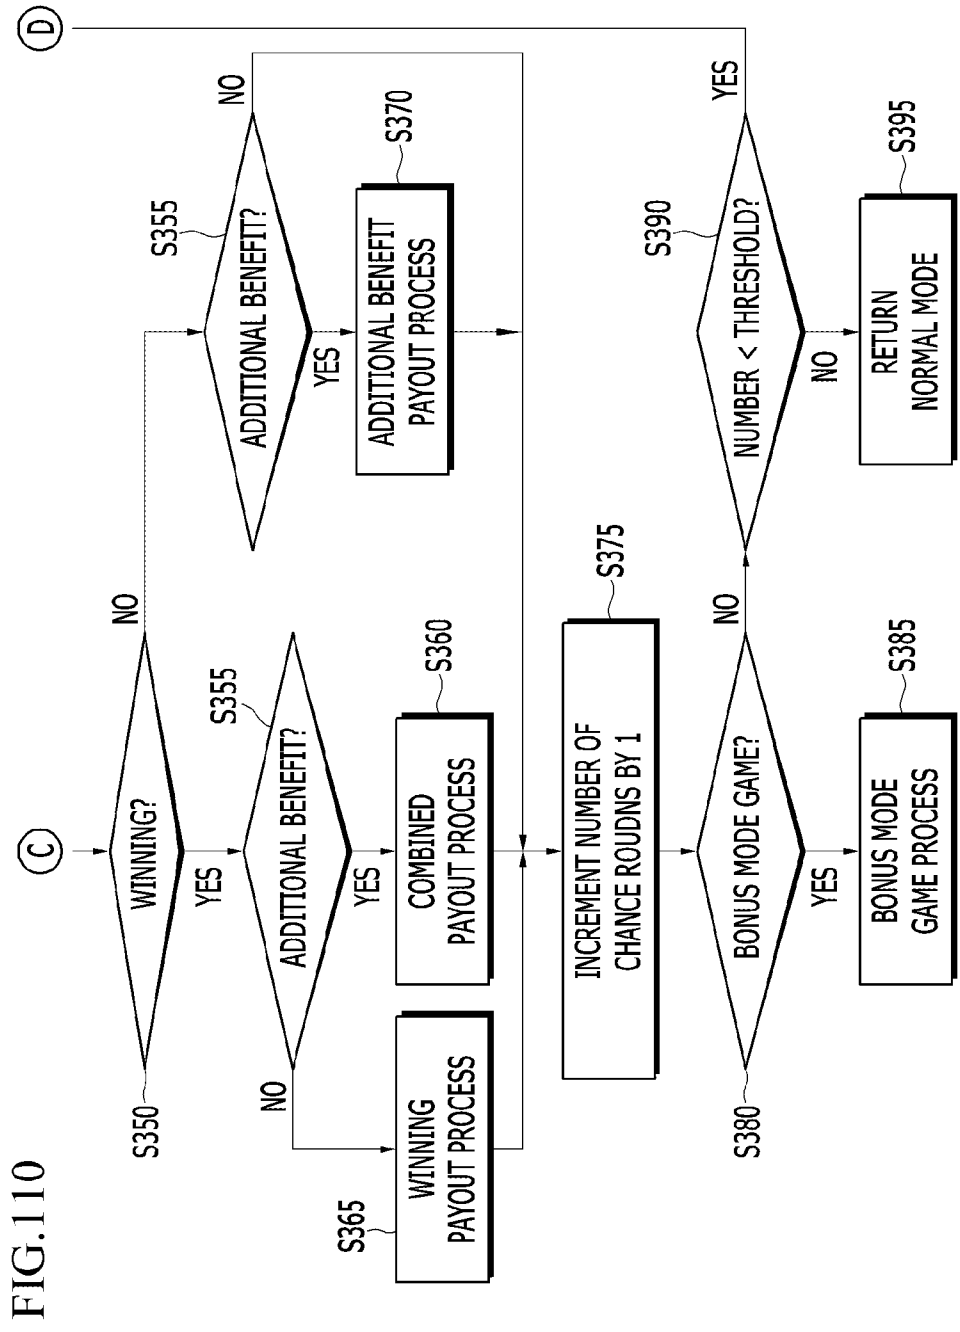 FIG.110
C
S350
WINNING?
NO
YES
S355
ADDITIONAL BENEFIT?
NO
YES
S355
ADDITIONAL BENEFIT?
NO
YES
S365
WINNING
PAYOUT PROCESS
S360
COMBINED
PAYOUT PROCESS
S370
ADDITIONAL BENEFIT
PAYOUT PROCESS
S375
INCREMENT NUMBER OF
CHANCE ROUDNS BY 1
S380
BONUS MODE GAME?
NO
YES
S390
NUMBER < THRESHOLD?
YES
NO
D
S385
BONUS MODE
GAME PROCESS
S395
RETURN
NORMAL MODE